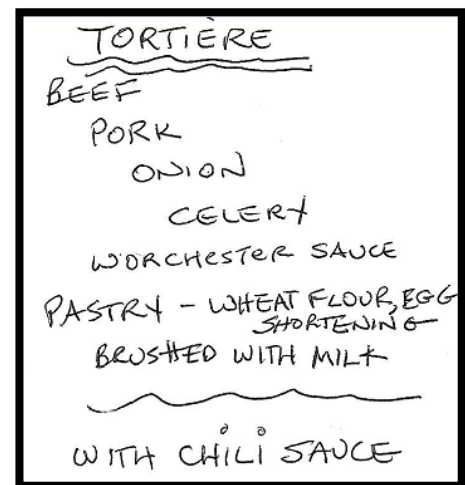 TORTIÈRE
BEEF
PORK
ONION
CELERY
WORCHESTER SAUCE
PASTRY - WHEAT FLOUR, EGG
SHORTENING
BRUSHED WITH MILK
WITH CHILI SAUCE